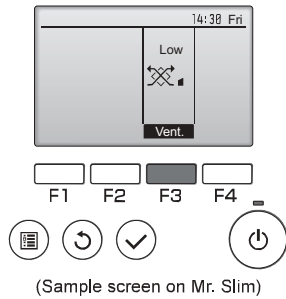 14:30 Fri
Low
Vent.
F1 F2 F3 F4
(Sample screen on Mr. Slim)